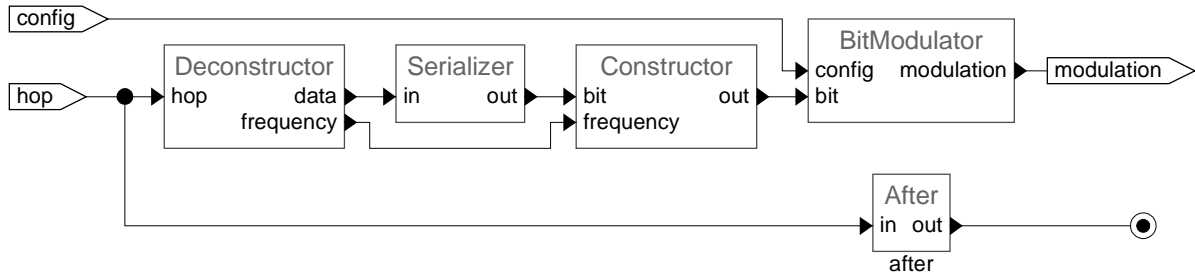 config
BitModulator
Deconstructor
Serializer
Constructor
config
modulation
modulation
hop
hop
data
in
out
bit
out
bit
frequency
frequency
After
in
out
after